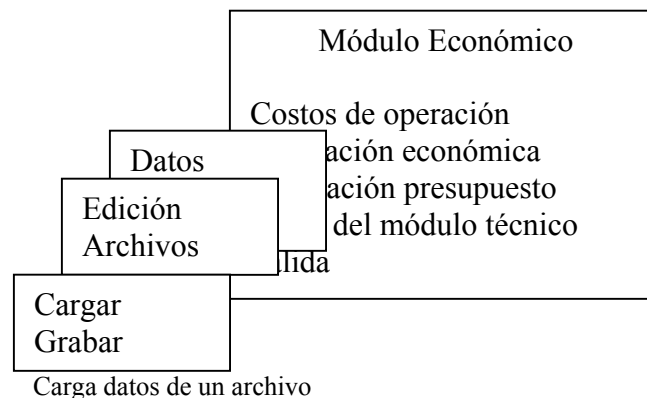 Módulo Económico
Costos de operación
Datos ación económica
ación presupuesto
Edición
Archivos del módulo técnico
alida
Cargar
Grabar
Carga datos de un archivo